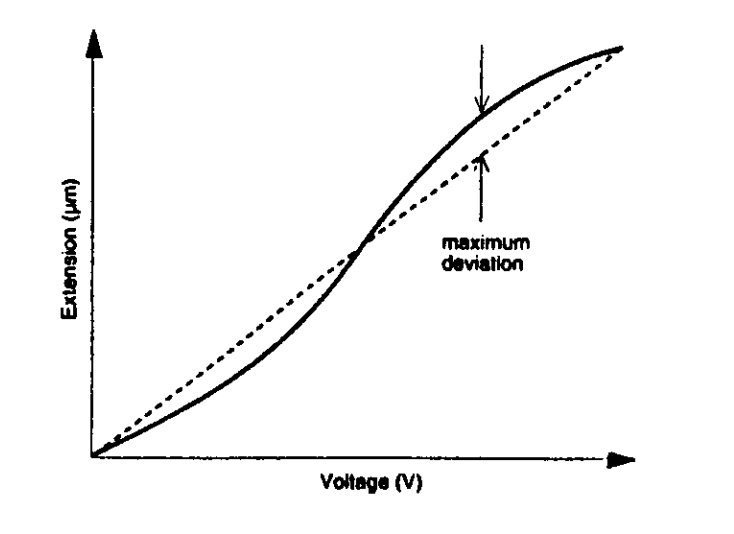 Extension (μm)
maximum
deviation
Voltage (V)